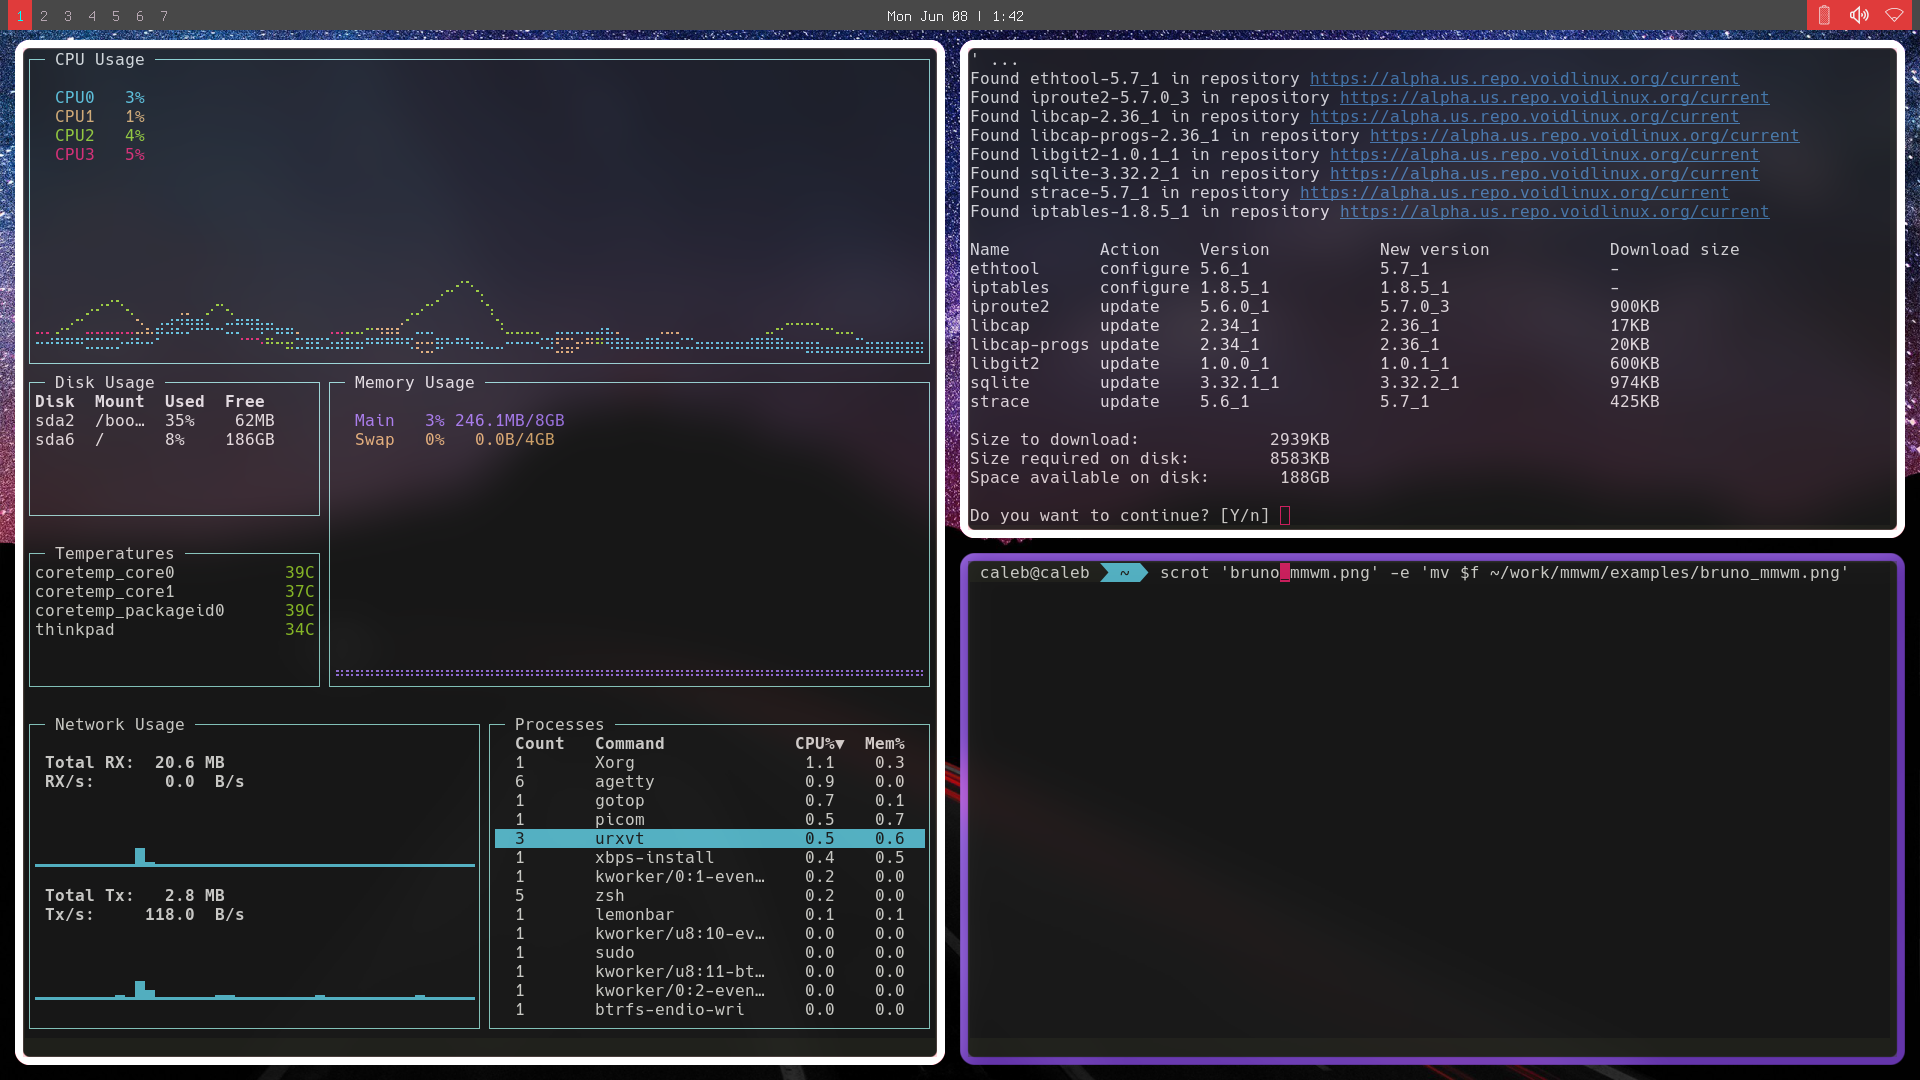 1 2 3 4 5 6 7
Mon Jun 08 | 1:42
CPU Usage
CPU0 3%
CPU1 1%
CPU2 4%
CPU3 5%
Disk Usage
Disk Mount Used Free
sda2 /boo… 35% 62MB
sda6 / 8% 186GB
Memory Usage
Main 3% 246.1MB/8GB
Swap 0% 0.0B/4GB
Temperatures
coretemp_core0 39C
coretemp_core1 37C
coretemp_packageid0 39C
thinkpad 34C
Network Usage
Total RX: 20.6 MB
RX/s: 0.0 B/s
Total Tx: 2.8 MB
Tx/s: 118.0 B/s
Processes
Count Command CPU%▼ Mem%
1 Xorg 1.1 0.3
6 agetty 0.9 0.0
1 gotop 0.7 0.1
1 picom 0.5 0.7
3 urxvt 0.5 0.6
1 xbps-install 0.4 0.5
1 kworker/0:1-even… 0.2 0.0
5 zsh 0.2 0.0
1 lemonbar 0.1 0.1
1 kworker/u8:10-ev… 0.0 0.0
1 sudo 0.0 0.0
1 kworker/u8:11-bt… 0.0 0.0
1 kworker/0:2-even… 0.0 0.0
1 btrfs-endio-wri 0.0 0.0
' ...
Found ethtool-5.7_1 in repository https://alpha.us.repo.voidlinux.org/current
Found iproute2-5.7.0_3 in repository https://alpha.us.repo.voidlinux.org/current
Found libcap-2.36_1 in repository https://alpha.us.repo.voidlinux.org/current
Found libcap-progs-2.36_1 in repository https://alpha.us.repo.voidlinux.org/current
Found libgit2-1.0.1_1 in repository https://alpha.us.repo.voidlinux.org/current
Found sqlite-3.32.2_1 in repository https://alpha.us.repo.voidlinux.org/current
Found strace-5.7_1 in repository https://alpha.us.repo.voidlinux.org/current
Found iptables-1.8.5_1 in repository https://alpha.us.repo.voidlinux.org/current
Name Action Version New version Download size
ethtool configure 5.6_1 5.7_1 -
iptables configure 1.8.5_1 1.8.5_1 -
iproute2 update 5.6.0_1 5.7.0_3 900KB
libcap update 2.34_1 2.36_1 17KB
libcap-progs update 2.34_1 2.36_1 20KB
libgit2 update 1.0.0_1 1.0.1_1 600KB
sqlite update 3.32.1_1 3.32.2_1 974KB
strace update 5.6_1 5.7_1 425KB
Size to download: 2939KB
Size required on disk: 8583KB
Space available on disk: 188GB
Do you want to continue? [Y/n]
caleb@caleb ~ scrot 'bruno_mmwm.png' -e 'mv $f ~/work/mmwm/examples/bruno_mmwm.png'